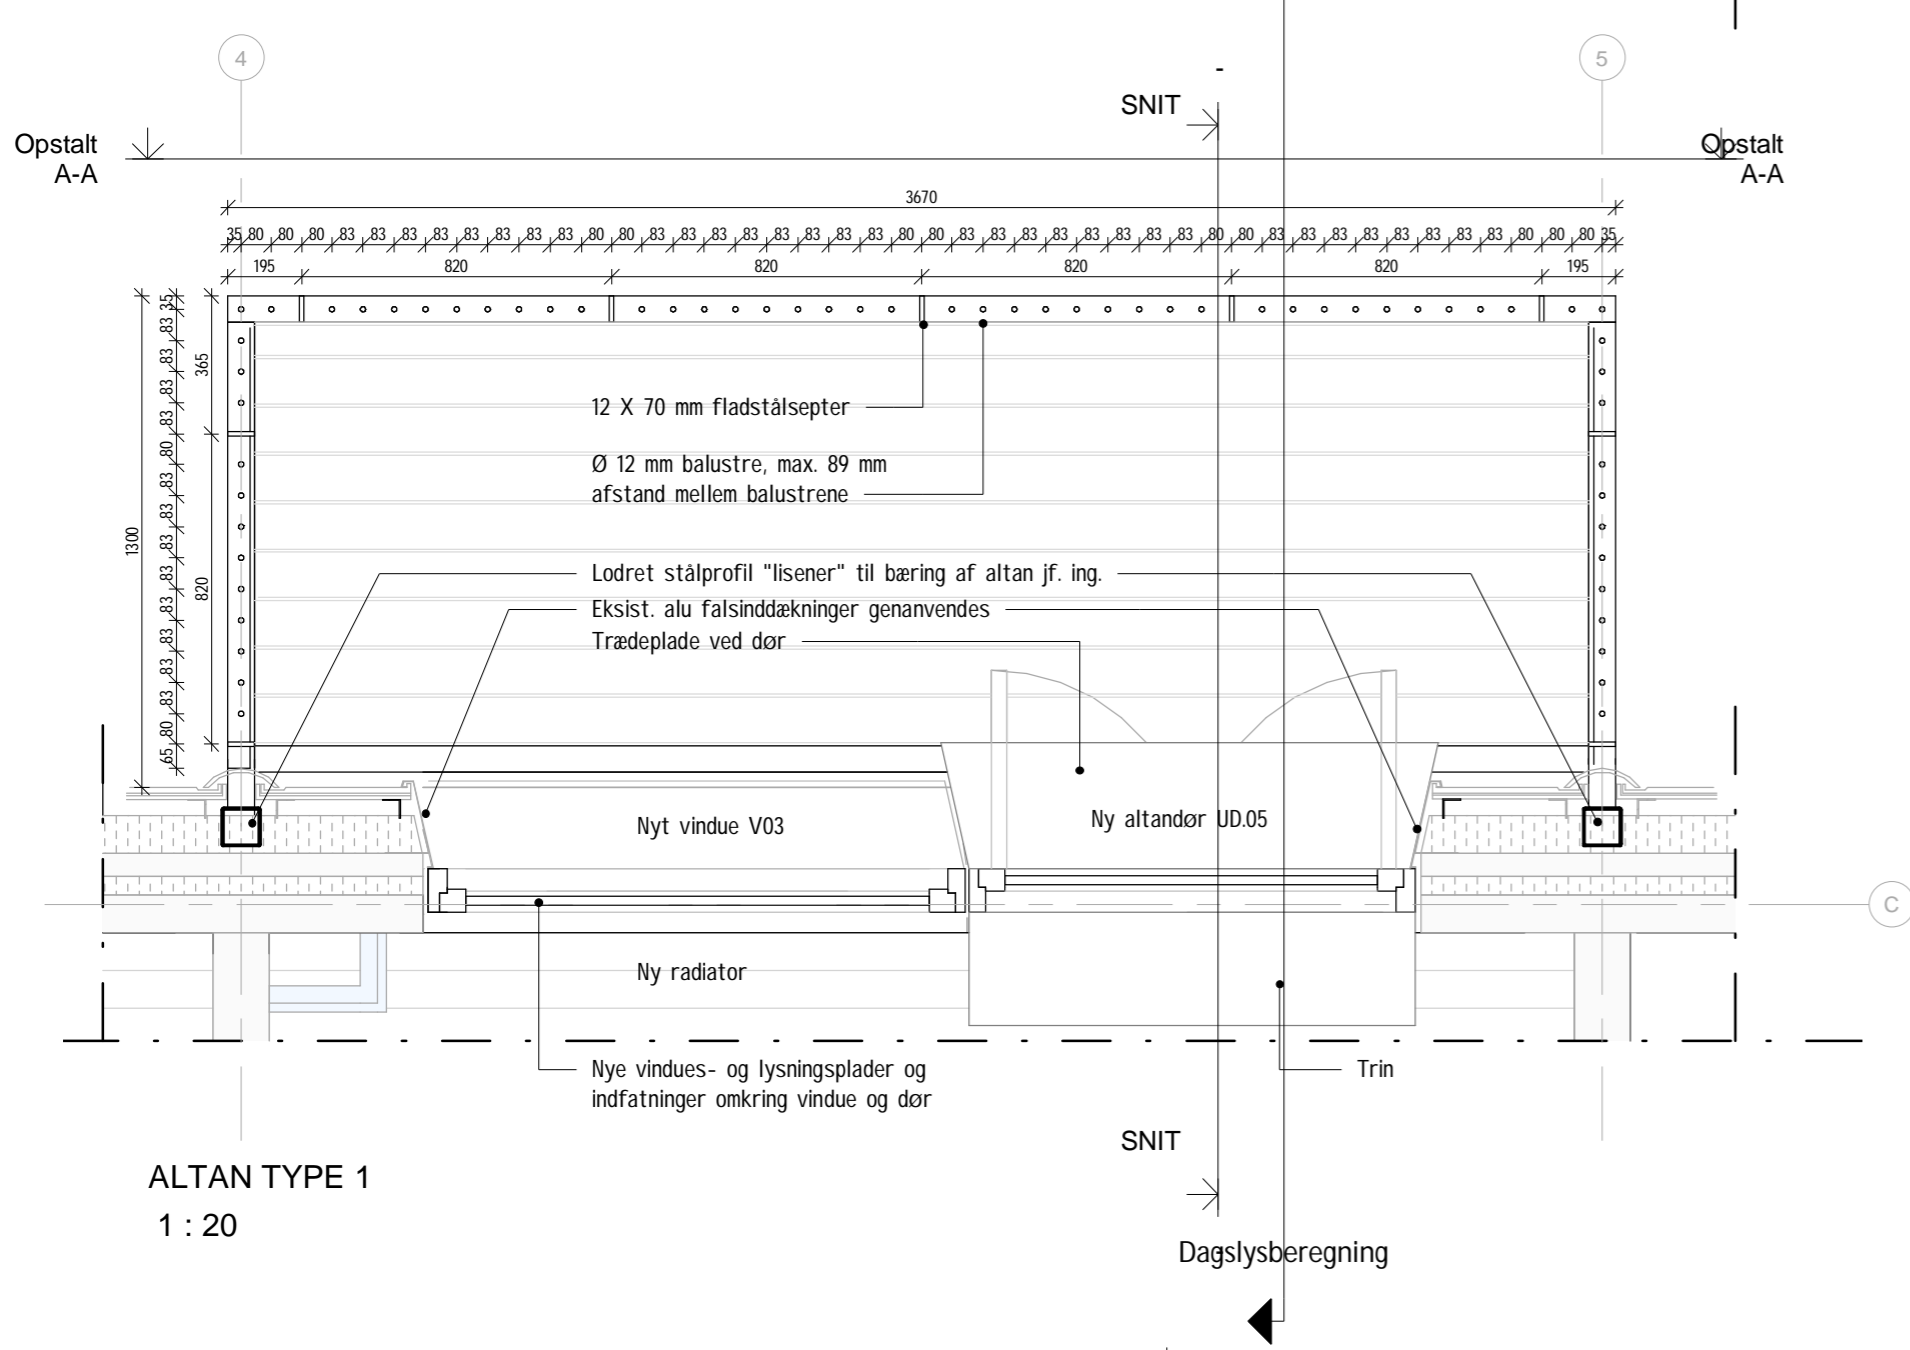 4
5
-
SNIT
Opstalt
A-A
Opstalt
A-A
3670
35 80 80 80 83 83 83 83 83 83 83 80 80 83 83 83 83 83 83 83 80 80 83 83 83 83 83 83 83 80 80 83 83 83 83 83 83 83 80 80 80 35
195 820 820 820 820 195
35
83
83
83
83
80
83
83
83
83
83
83
83
83
80
65
365
820
1300
12 X 70 mm fladstålsepter
Ø 12 mm balustre, max. 89 mm
afstand mellem balustrene
Lodret stålprofil "lisener" til bæring af altan jf. ing.
Eksist. alu falsinddækninger genanvendes
Trædeplade ved dør
Nyt vindue V03
Ny altandør UD.05
C
Ny radiator
Nye vindues- og lysningsplader og
indfatninger omkring vindue og dør
Trin
SNIT
ALTAN TYPE 1
1 : 20
Dagslysberegning